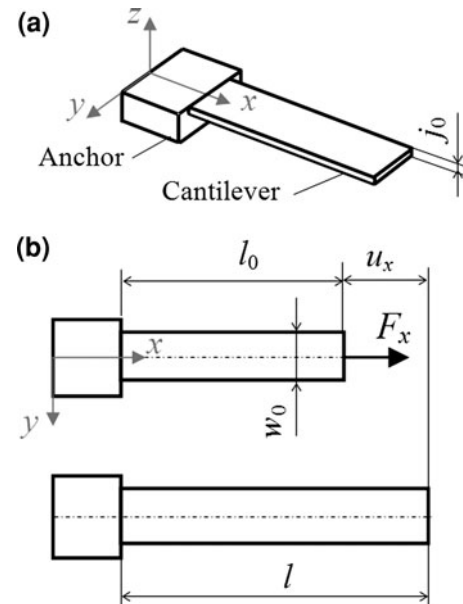 (a)
z
y
x
j₀
Anchor
Cantilever
(b)
l₀
uₓ
x
Fₓ
y
w₀
l